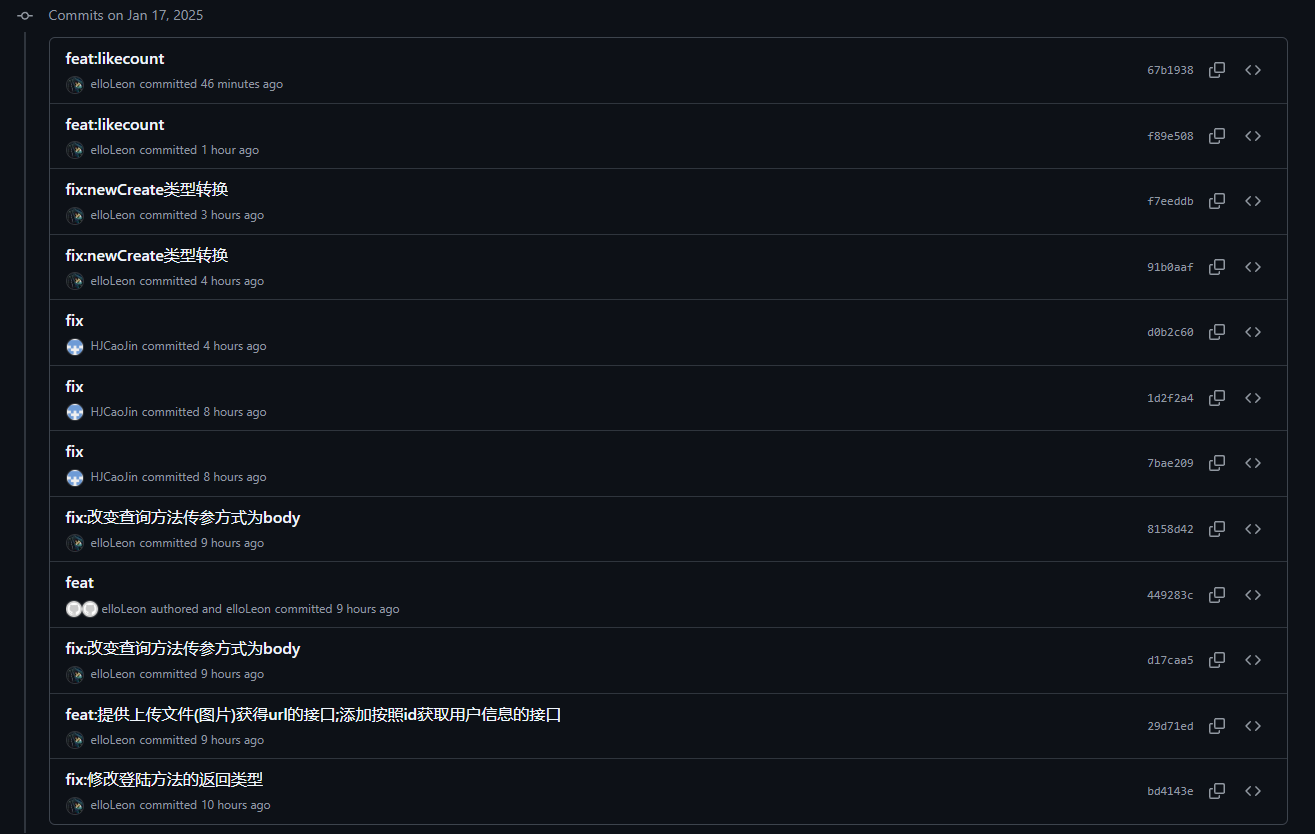 Commits on Jan 17, 2025
feat:likecount
67b1938
elloLeon committed 46 minutes ago
feat:likecount
f89e508
elloLeon committed 1 hour ago
fix:newCreate类型转换
f7eeddb
elloLeon committed 3 hours ago
fix:newCreate类型转换
91b0aaf
elloLeon committed 4 hours ago
fix
d0b2c60
HJCaoJin committed 4 hours ago
fix
1d2f2a4
HJCaoJin committed 8 hours ago
fix
7bae209
HJCaoJin committed 8 hours ago
fix:改变查询方法传参方式为body
8158d42
elloLeon committed 9 hours ago
feat
449283c
elloLeon authored and elloLeon committed 9 hours ago
fix:改变查询方法传参方式为body
d17caa5
elloLeon committed 9 hours ago
feat:提供上传文件(图片)获得url的接口;添加按照id获取用户信息的接口
29d71ed
elloLeon committed 9 hours ago
fix:修改登陆方法的返回类型
bd4143e
elloLeon committed 10 hours ago